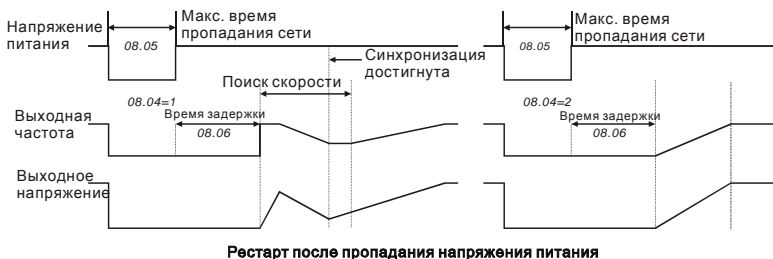 Напряжение
питания
08.05
Макс. время
пропадания сети
Синхронизация
достигнута
Поиск скорости
08.05
Макс. время
пропадания сети
08.04=1
Время задержки
08.06
08.04=2
Время задержки
08.06
Выходная
частота
Выходное
напряжение
Рестарт после пропадания напряжения питания